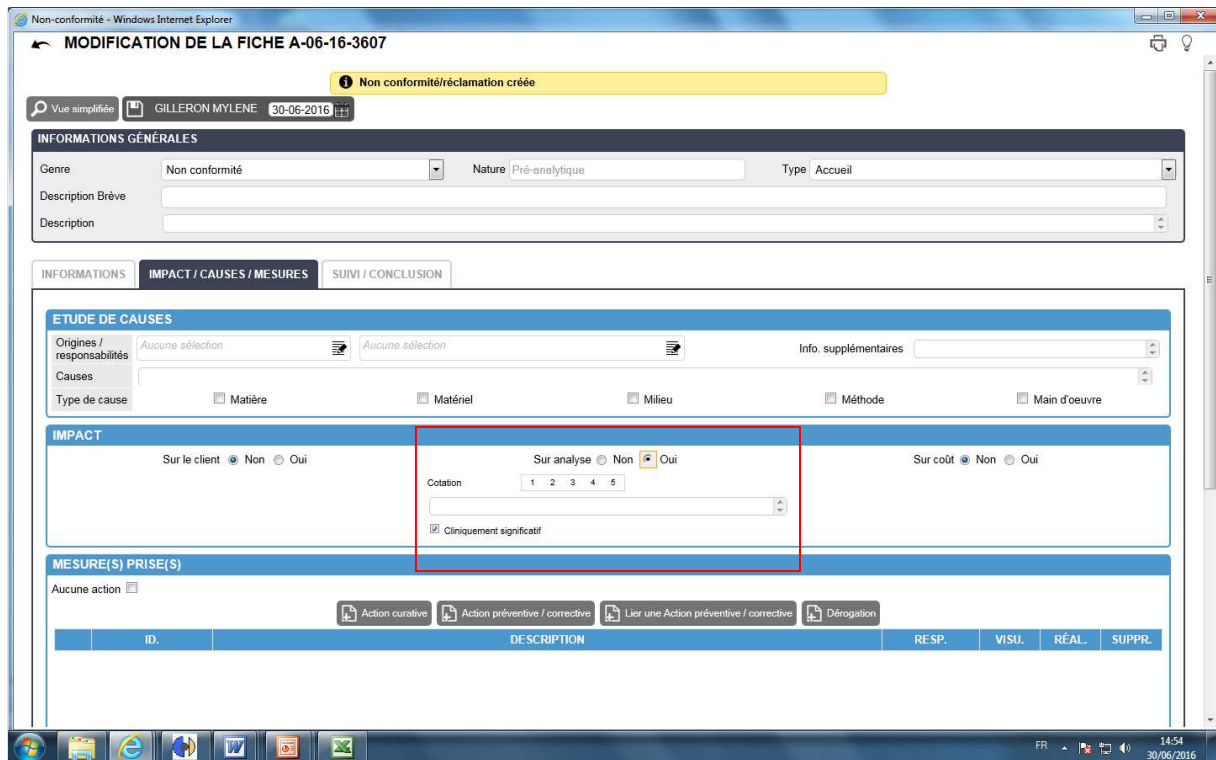 Non-conformité - Windows Internet Explorer
MODIFICATION DE LA FICHE A-06-16-3607
Non conformité/réclamation créée
Vue simplifiée GILLERON MYLENE 30-06-2016
INFORMATIONS GÉNÉRALES
Genre Non conformité Nature Pré-analytique Type Accueil
Description Brève
Description
INFORMATIONS IMPACT / CAUSES / MESURES SUIVI / CONCLUSION
ETUDE DE CAUSES
Origines / responsabilités Aucune sélection Aucune sélection Info. supplémentaires
Causes
Type de cause Matière Matériel Milieu Méthode Main d'oeuvre
IMPACT
Sur le client Non Oui Sur analyse Non Oui Sur coût Non Oui
Cotation 1 2 3 4 5
Cliniquement significatif
MESURE(S) PRISE(S)
Aucune action
Action curative Action préventive / corrective Lier une Action préventive / corrective Dérogation
ID. DESCRIPTION RESP. VISU. RÉAL. SUPPR.
FR 14:54
30/06/2016